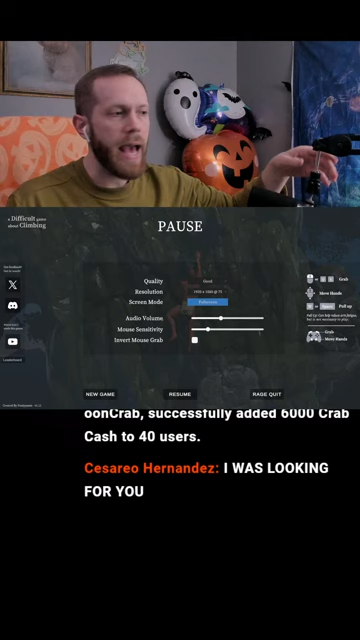 a Difficult game
about Climbing
PAUSE
Quality
Good
Resolution
Screen Mode
Fullscreen
Audio Volume
Mouse Sensitivity
Invert Mouse Grab
Grab
Move Hands
Pull up
Grab
Move Hands
NEW GAME
RESUME
RAGE QUIT
oonCrab, successfully added 6000 Crab
Cash to 40 users.
Cesareo Hernandez: I WAS LOOKING
FOR YOU